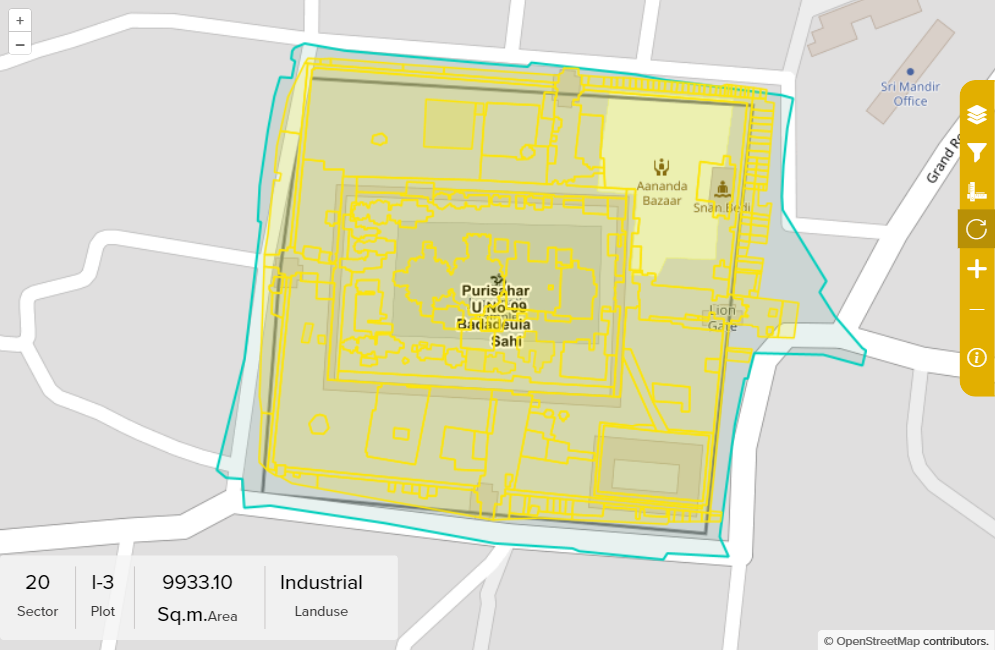 +
−
Sri Mandir
Office
Grand Ro
Aananda
Bazaar
Snan Bedi
Purisahar
U No 09
Badadeuia
Sahi
Lion
Gate
20
Sector
I-3
Plot
9933.10
Sq.m.Area
Industrial
Landuse
© OpenStreetMap contributors.